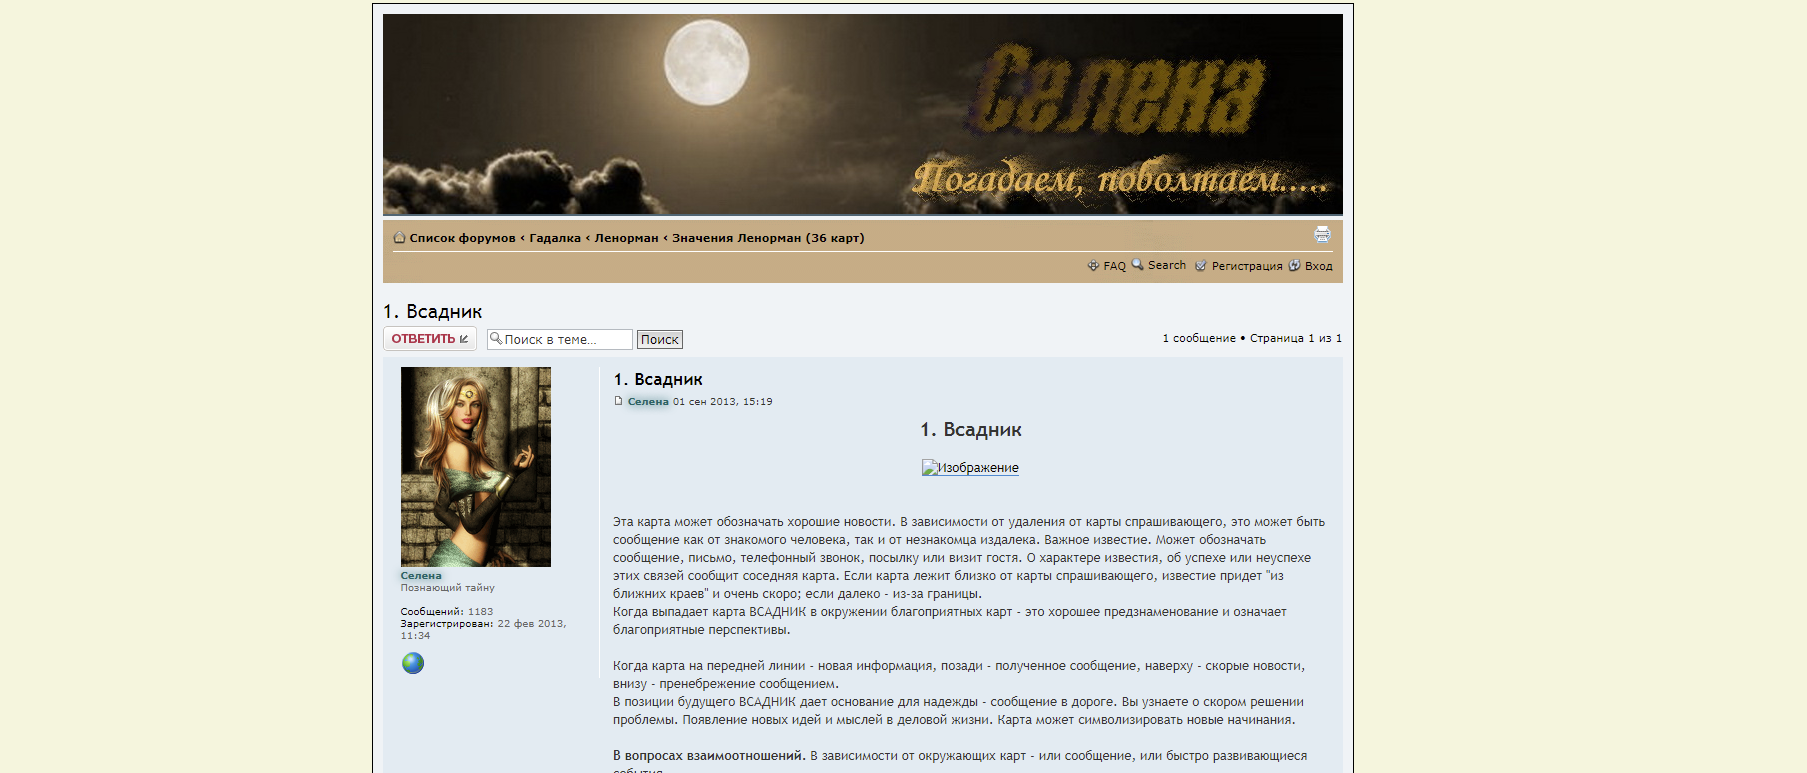 Селена
Погадаем, поболтаем.....
Список форумов ‹ Гадалка ‹ Ленорман ‹ Значения Ленорман (36 карт)
FAQ Search Регистрация Вход
1. Всадник
ОТВЕТИТЬ Поиск в теме… Поиск 1 сообщение • Страница 1 из 1
1. Всадник
Селена 01 сен 2013, 15:19
1. Всадник
Изображение
Эта карта может обозначать хорошие новости. В зависимости от удаления от карты спрашивающего, это может быть
сообщение как от знакомого человека, так и от незнакомца издалека. Важное известие. Может обозначать
сообщение, письмо, телефонный звонок, посылку или визит гостя. О характере известия, об успехе или неуспехе
этих связей сообщит соседняя карта. Если карта лежит близко от карты спрашивающего, известие придет "из
ближних краев" и очень скоро; если далеко - из-за границы.
Когда выпадает карта ВСАДНИК в окружении благоприятных карт - это хорошее предзнаменование и означает
благоприятные перспективы.
Когда карта на передней линии - новая информация, позади - полученное сообщение, наверху - скорые новости,
внизу - пренебрежение сообщением.
В позиции будущего ВСАДНИК дает основание для надежды - сообщение в дороге. Вы узнаете о скором решении
проблемы. Появление новых идей и мыслей в деловой жизни. Карта может символизировать новые начинания.
В вопросах взаимоотношений. В зависимости от окружающих карт - или сообщение, или быстро развивающиеся
события
Селена
Познающий тайну
Сообщений: 1183
Зарегистрирован: 22 фев 2013,
11:34